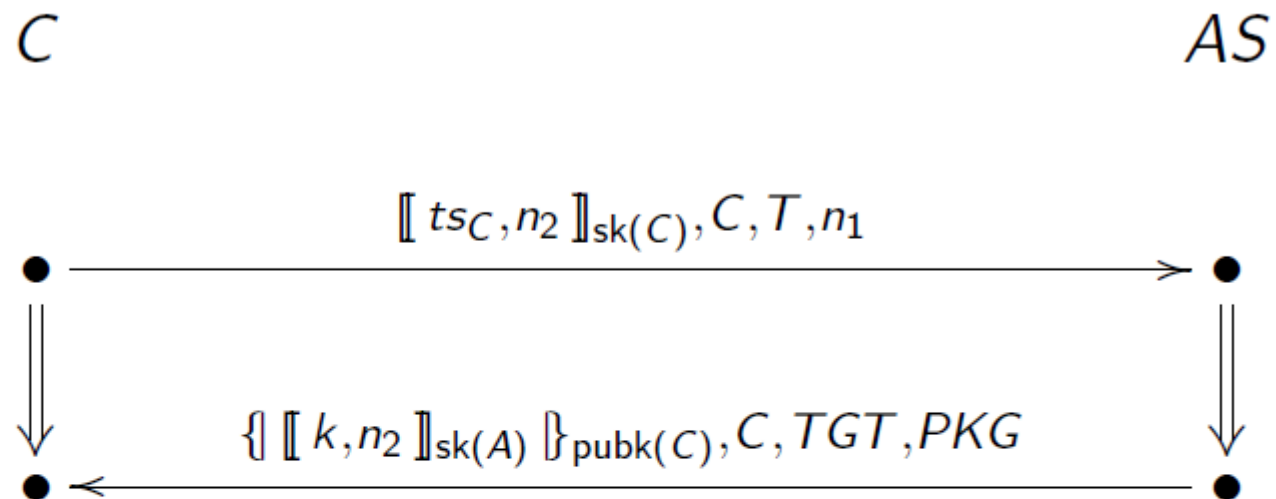 C AS
⟦ ts_C, n_2 ⟧_sk(C), C, T, n_1
{| ⟦ k, n_2 ⟧_sk(A) |}_pubk(C), C, TGT, PKG